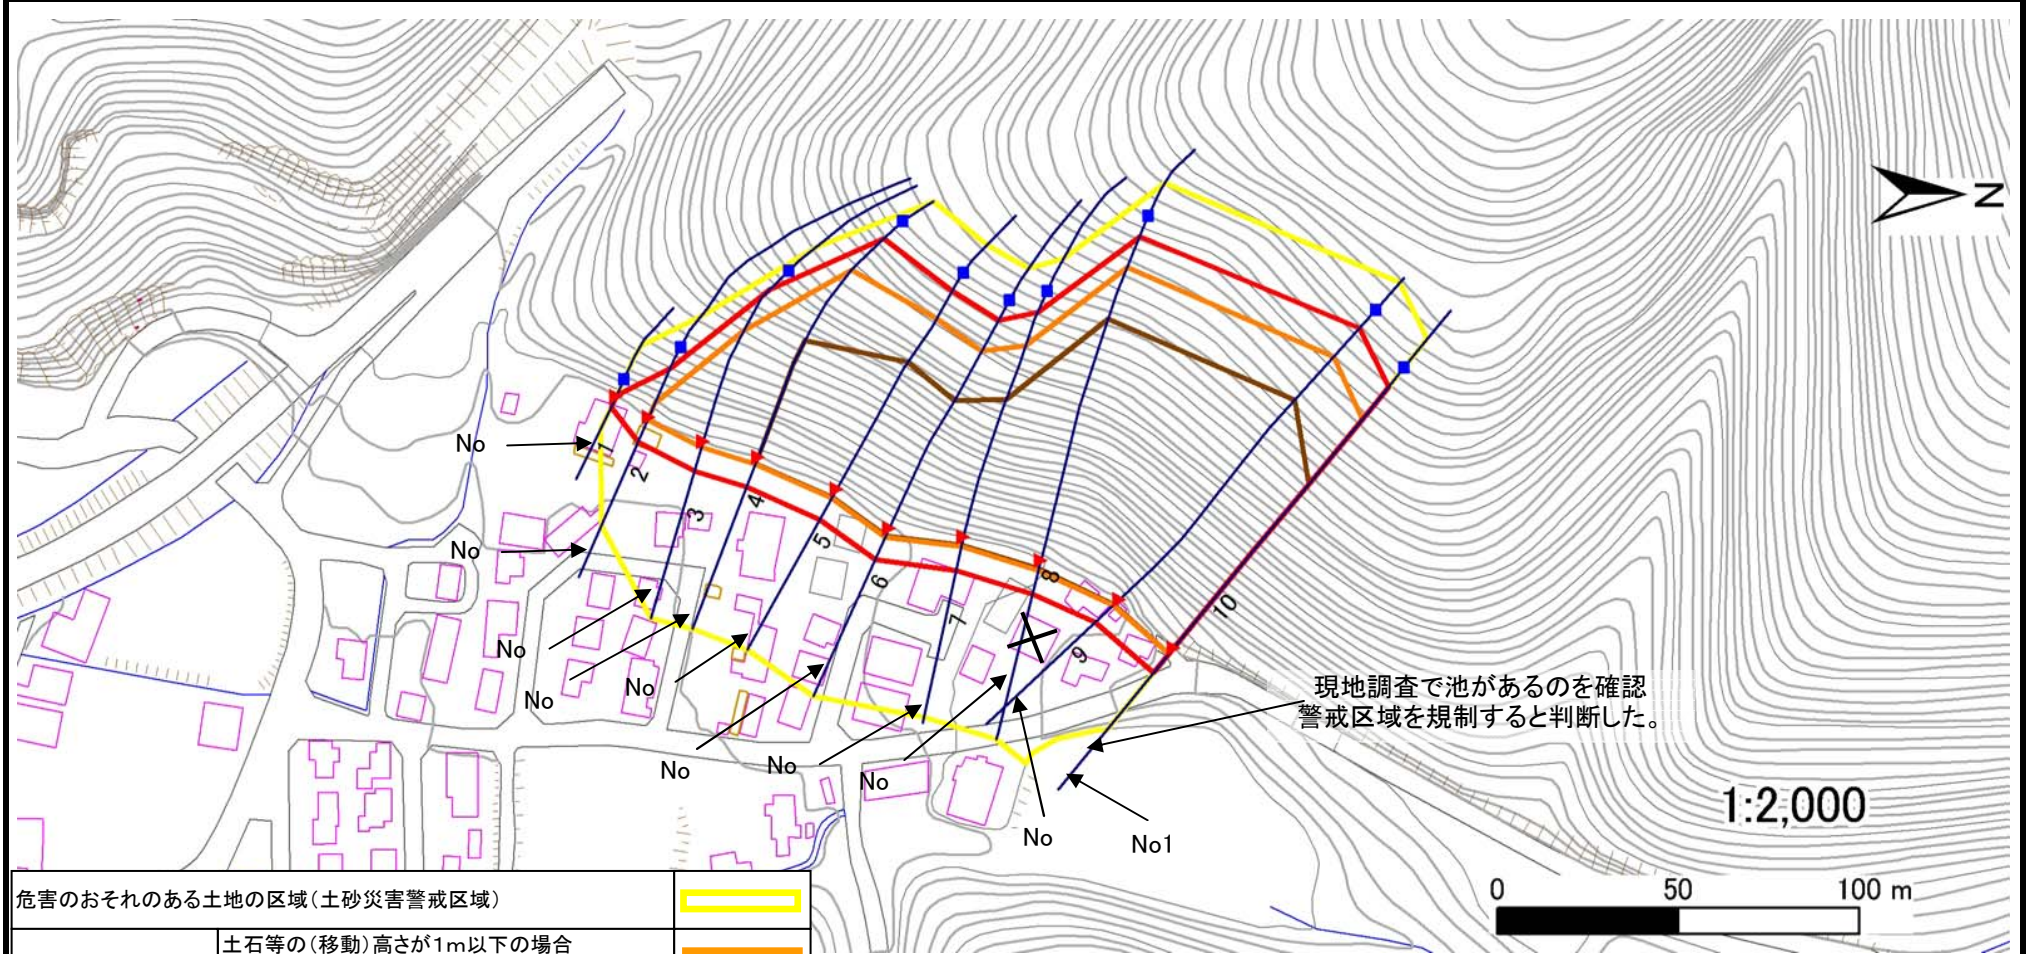 N
No
1
2
No
3
4
5
6
7
8
9
10
No
No
No
No
No
No
No
No1
現地調査で池があるのを確認
警戒区域を規制すると判断した。
1:2,000
0 50 100 m
危害のおそれのある土地の区域(土砂災害警戒区域)
土石等の(移動)高さが1m以下の場合